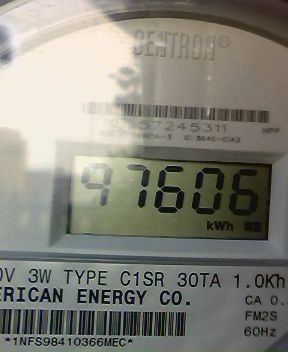 CENTRON®
57245311 HPP
97606
kWh
0V 3W TYPE C1SR 30TA 1.0Kh
ERICAN ENERGY CO.
CA 0.
FM2S
*1NFS98410366MEC* 60Hz